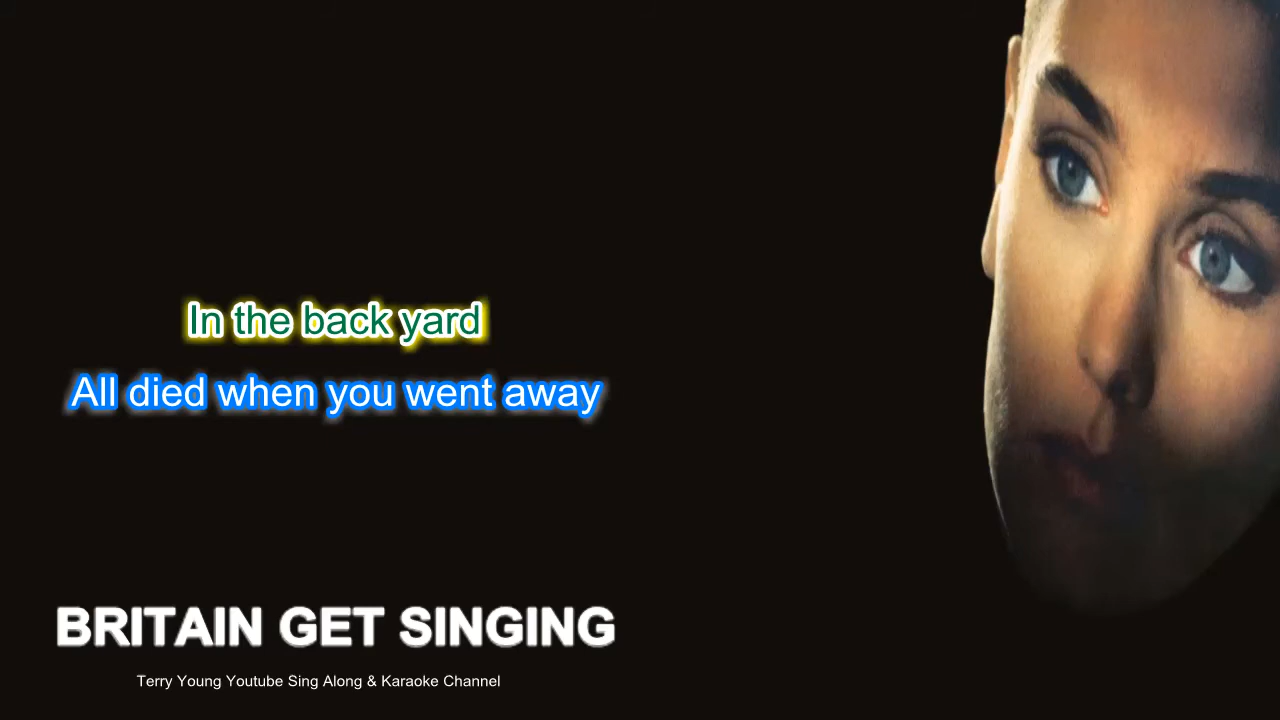 In the back yard
All died when you went away
BRITAIN GET SINGING
Terry Young Youtube Sing Along & Karaoke Channel